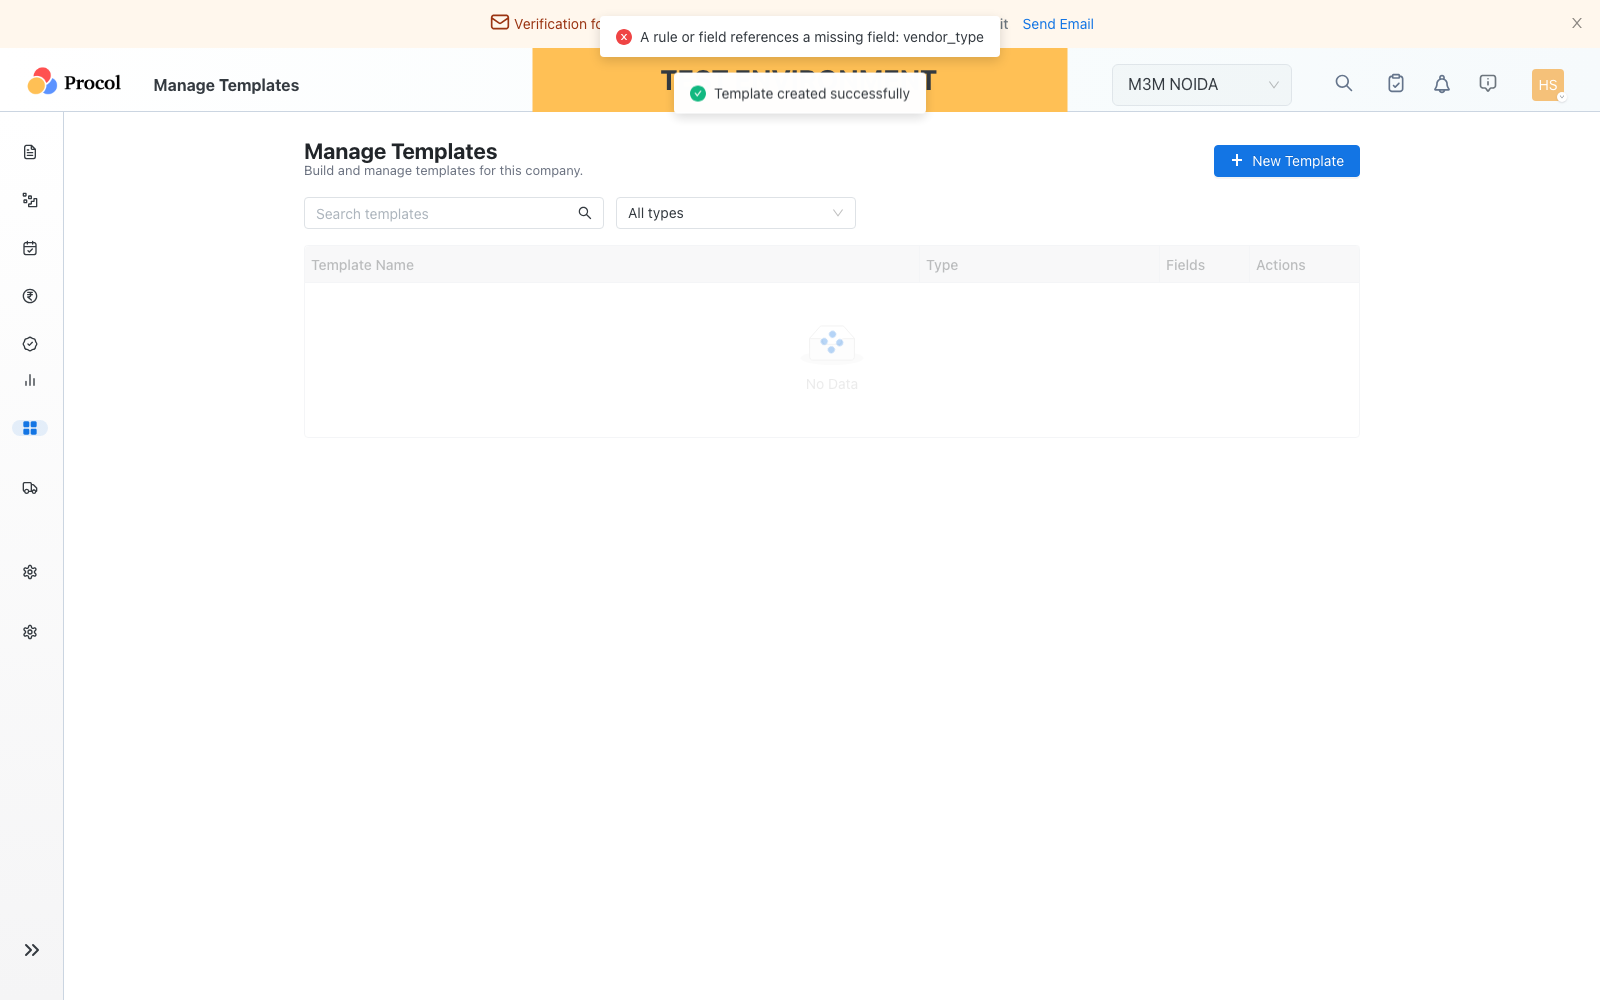 Verification
Send Email
A rule or field references a missing field: vendor_type
Procol
Manage Templates
TEST ENVIRONMENT
Template created successfully
M3M NOIDA
HS
Manage Templates
Build and manage templates for this company.
New Template
Search templates
All types
Template Name
Type
Fields
Actions
No Data